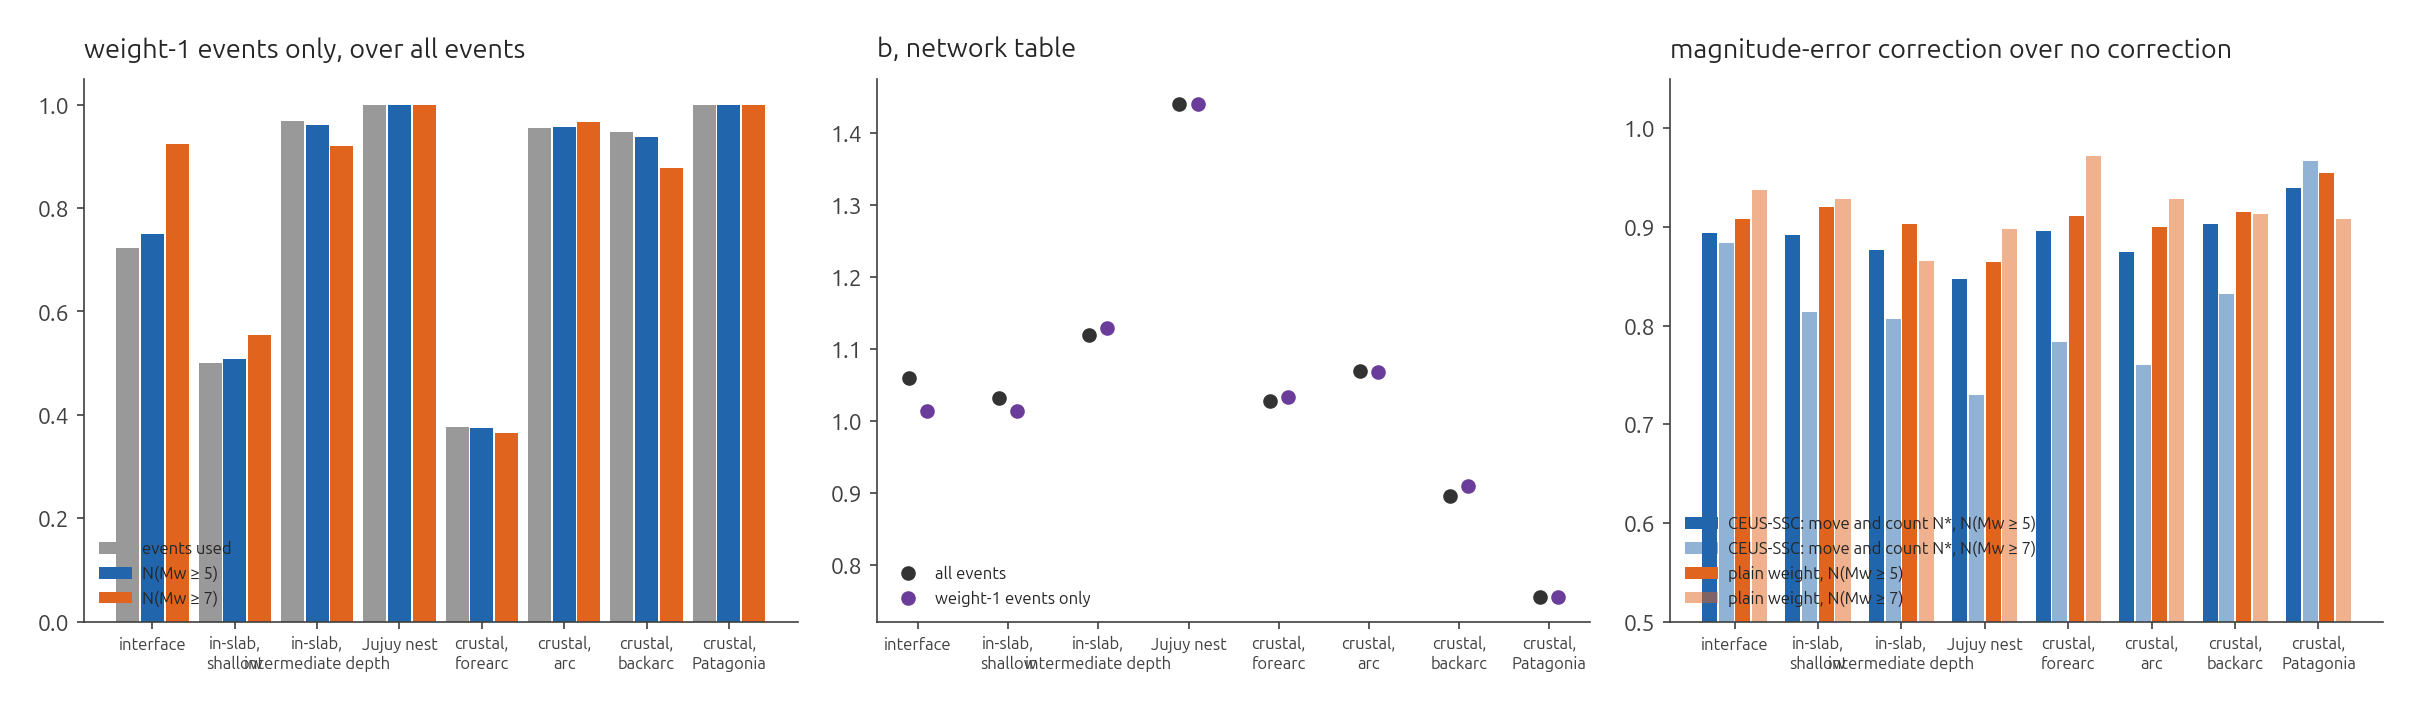 weight-1 events only, over all events
1.0
0.8
0.6
0.4
0.2
0.0
events used
N(Mw ≥ 5)
N(Mw ≥ 7)
interface
in-slab,
shallow
in-slab,
intermediate depth
Jujuy nest
crustal,
forearc
crustal,
arc
crustal,
backarc
crustal,
Patagonia
b, network table
1.4
1.3
1.2
1.1
1.0
0.9
0.8
all events
weight-1 events only
interface
in-slab,
shallow
in-slab,
intermediate depth
Jujuy nest
crustal,
forearc
crustal,
arc
crustal,
backarc
crustal,
Patagonia
magnitude-error correction over no correction
1.0
0.9
0.8
0.7
0.6
0.5
CEUS-SSC: move and count N*, N(Mw ≥ 5)
CEUS-SSC: move and count N*, N(Mw ≥ 7)
plain weight, N(Mw ≥ 5)
plain weight, N(Mw ≥ 7)
interface
in-slab,
shallow
in-slab,
intermediate depth
Jujuy nest
crustal,
forearc
crustal,
arc
crustal,
backarc
crustal,
Patagonia